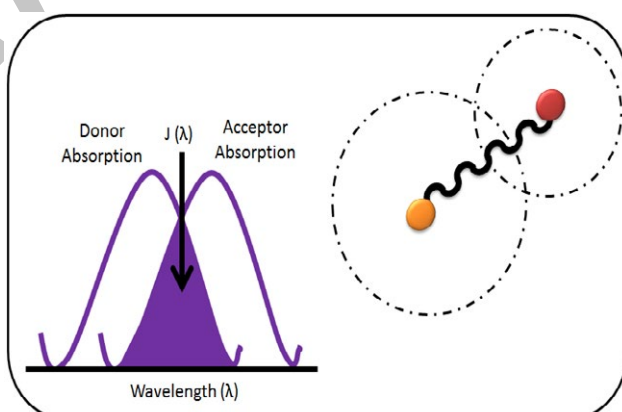 Donor
Absorption
J (λ)
Acceptor
Absorption
Wavelength (λ)